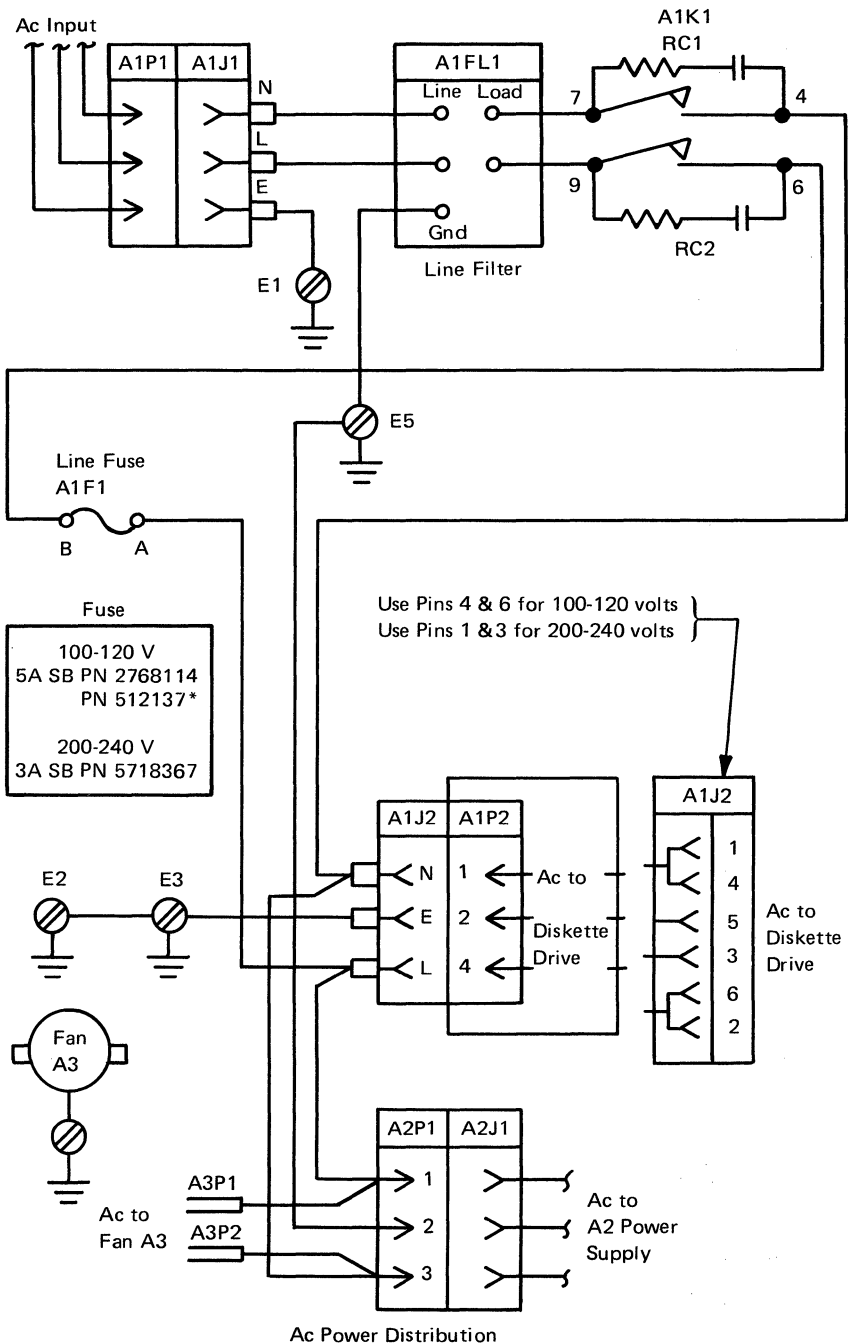 Ac Input
A1P1 A1J1
N
L
E
E1
A1FL1
Line Load
Gnd
Line Filter
A1K1
RC1
7
4
9
6
RC2
E5
Line Fuse
A1F1
B
A
Fuse
100-120 V
5A SB PN 2768114
PN 512137*
200-240 V
3A SB PN 5718367
Use Pins 4 & 6 for 100-120 volts
Use Pins 1 &3 for 200-240 volts
A1J2 A1P2
N 1
E 2
L 4
Ac to
Diskette
Drive
A1J2
1
4
5
3
6
2
Ac to
Diskette
Drive
E2
E3
Fan
A3
A2P1 A2J1
1
2
3
A3P1
Ac to
Fan A3
A3P2
Ac to
A2 Power
Supply
Ac Power Distribution